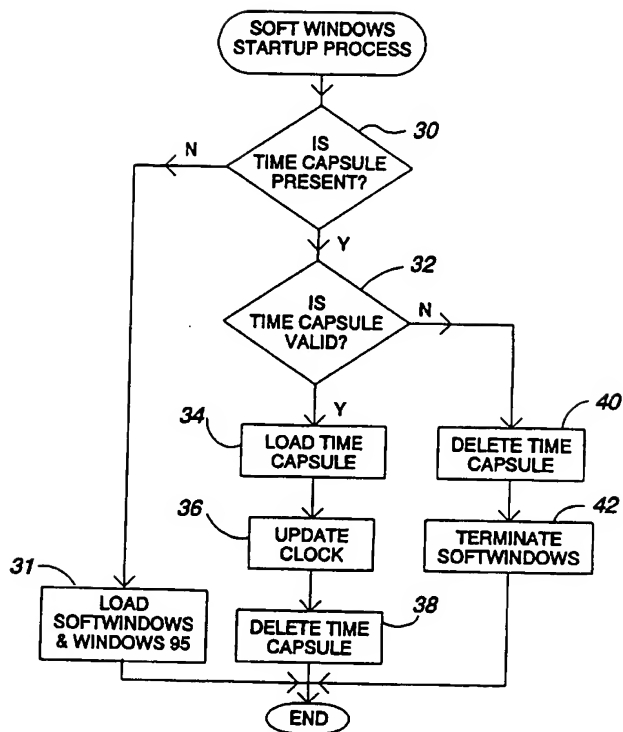 SOFT WINDOWS
STARTUP PROCESS
30
IS
TIME CAPSULE
PRESENT?
N
Y
32
IS
TIME CAPSULE
VALID?
N
Y
34
LOAD TIME
CAPSULE
40
DELETE TIME
CAPSULE
36
UPDATE
CLOCK
42
TERMINATE
SOFTWINDOWS
31
LOAD
SOFTWINDOWS
& WINDOWS 95
38
DELETE TIME
CAPSULE
END